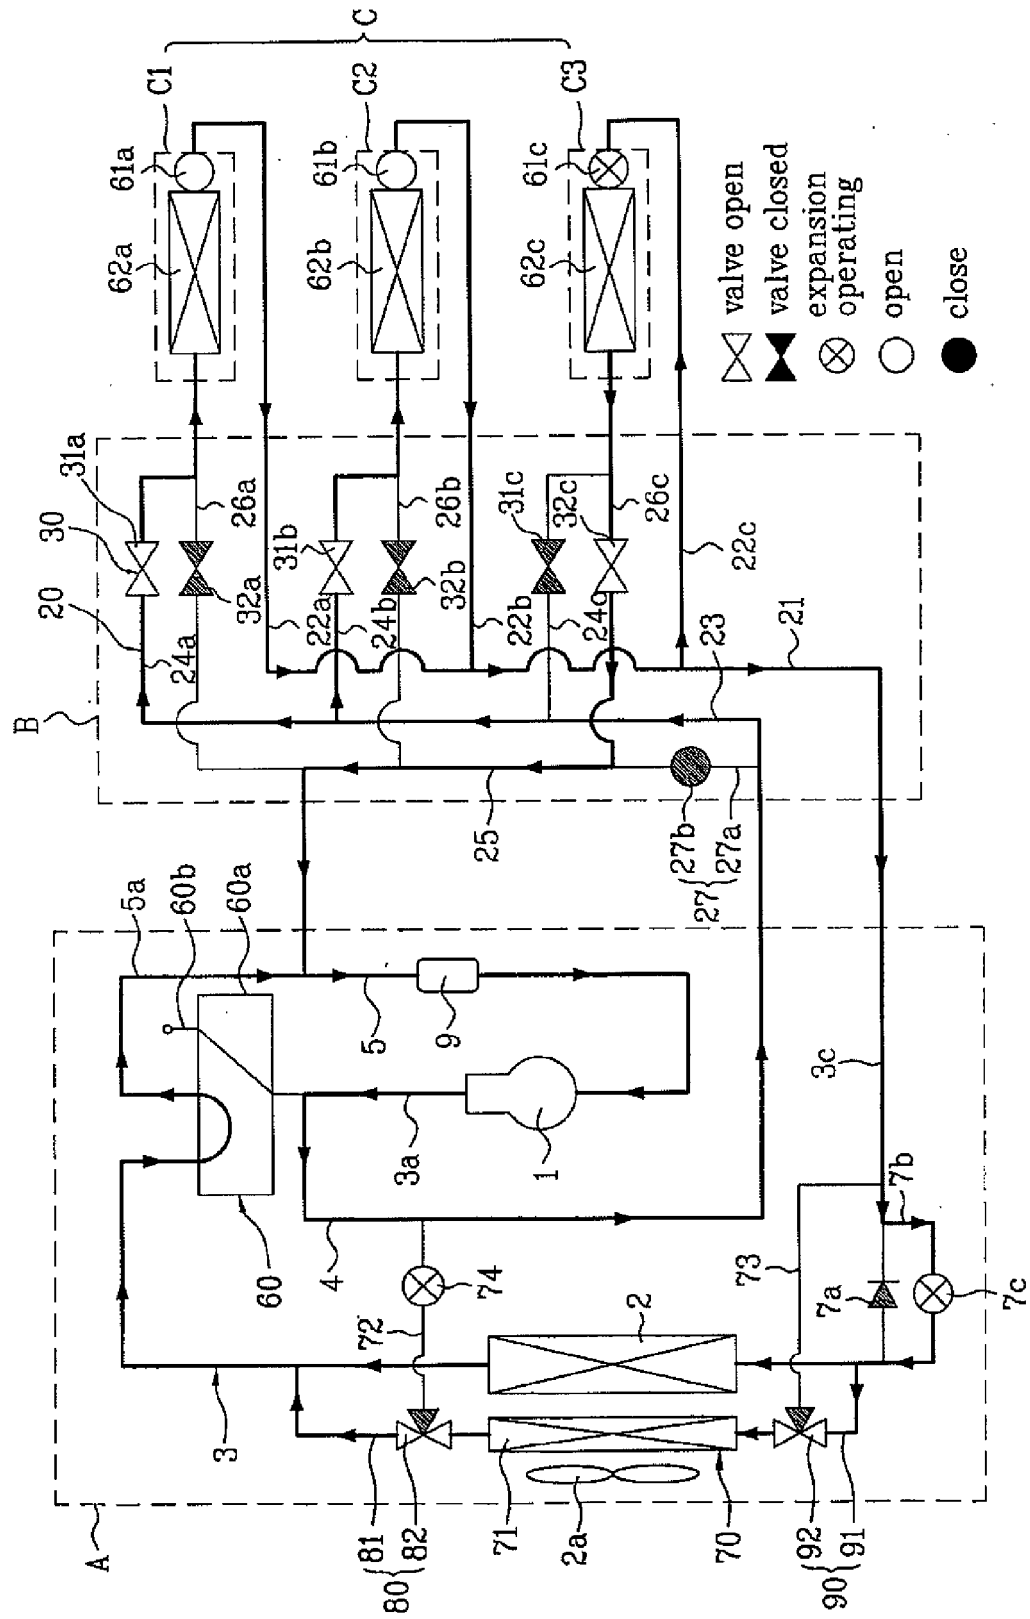 C
C1
C2
C3
61a
61b
61c
62a
62b
62c
valve open
valve closed
expansion operating
open
close
B
20
30
31a
24a
32a
26a
22a
31b
24b
32b
26b
22b
31c
32c
24c
26c
22c
23
21
25
27b
27a
27
5a
60b
60a
5
9
3a
1
60
4
3c
74
72
73
7b
7a
7c
2
3
81
82
80
71
2a
70
92
91
90
A